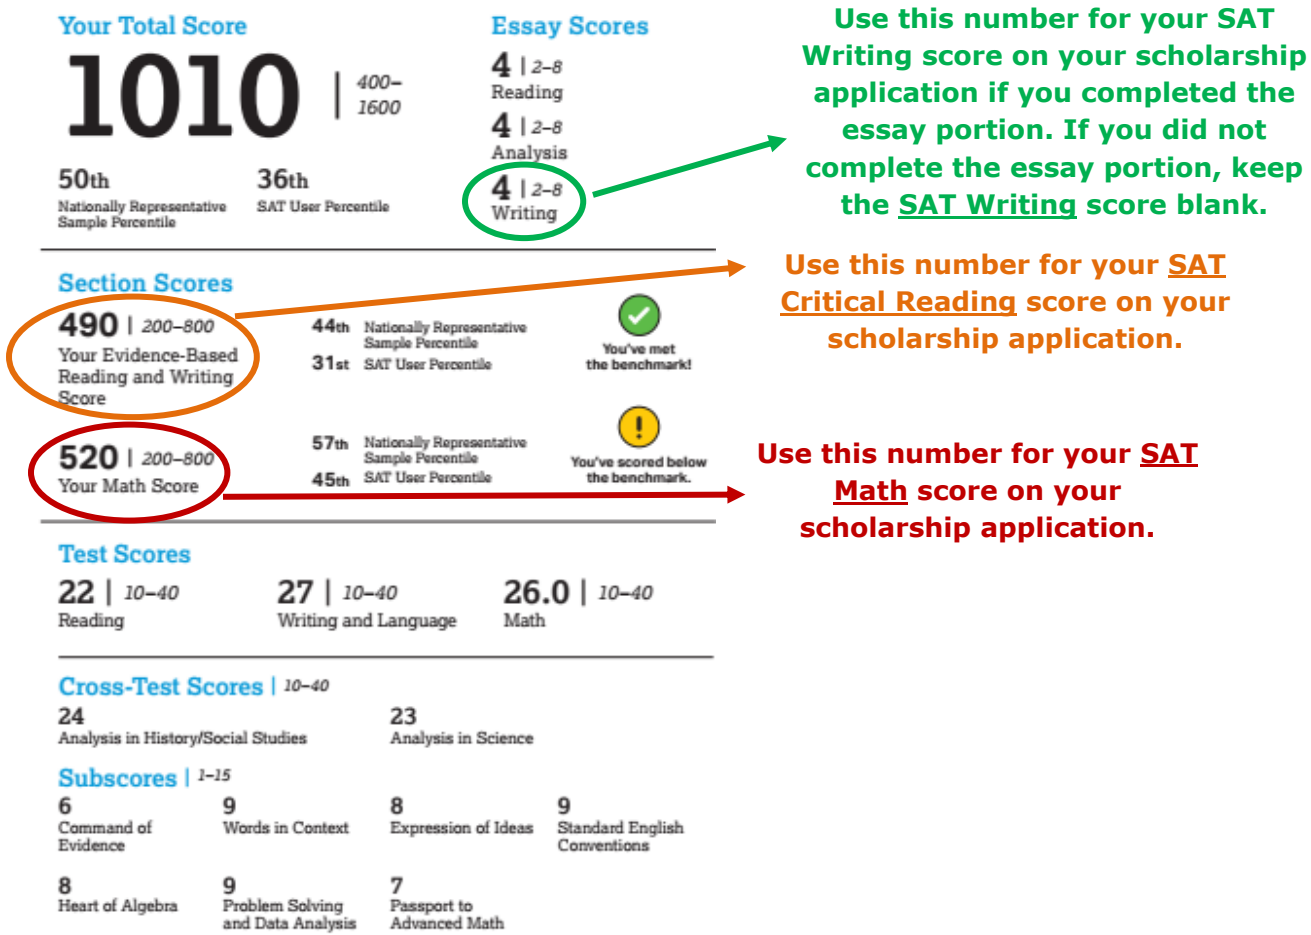 Your Total Score
1010 | 400–
1600
50th
Nationally Representative
Sample Percentile
36th
SAT User Percentile
Essay Scores
4 | 2–8
Reading
4 | 2–8
Analysis
4 | 2–8
Writing
Use this number for your SAT
Writing score on your scholarship
application if you completed the
essay portion. If you did not
complete the essay portion, keep
the SAT Writing score blank.
Section Scores
490 | 200–800
Your Evidence-Based
Reading and Writing
Score
44th Nationally Representative
Sample Percentile
31st SAT User Percentile
You've met
the benchmark!
Use this number for your SAT
Critical Reading score on your
scholarship application.
520 | 200–800
Your Math Score
57th Nationally Representative
Sample Percentile
45th SAT User Percentile
You've scored below
the benchmark.
Use this number for your SAT
Math score on your
scholarship application.
Test Scores
22 | 10–40
Reading
27 | 10–40
Writing and Language
26.0 | 10–40
Math
Cross-Test Scores | 10–40
24
Analysis in History/Social Studies
23
Analysis in Science
Subscores | 1–15
6
Command of
Evidence
9
Words in Context
8
Expression of Ideas
9
Standard English
Conventions
8
Heart of Algebra
9
Problem Solving
and Data Analysis
7
Passport to
Advanced Math